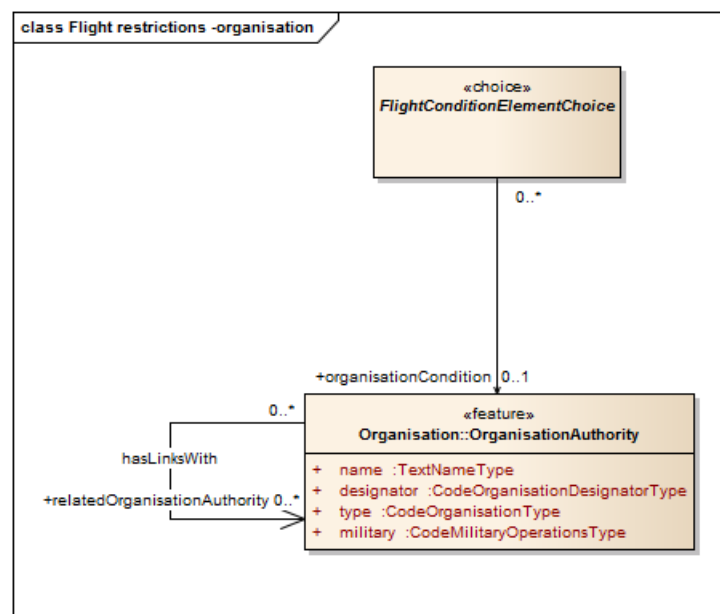 class Flight restrictions -organisation
«choice»
FlightConditionElementChoice
0..*
+organisationCondition 0..1
0..*
«feature»
Organisation::OrganisationAuthority
hasLinksWith
+relatedOrganisationAuthority 0..*
+ name :TextNameType
+ designator :CodeOrganisationDesignatorType
+ type :CodeOrganisationType
+ military :CodeMilitaryOperationsType